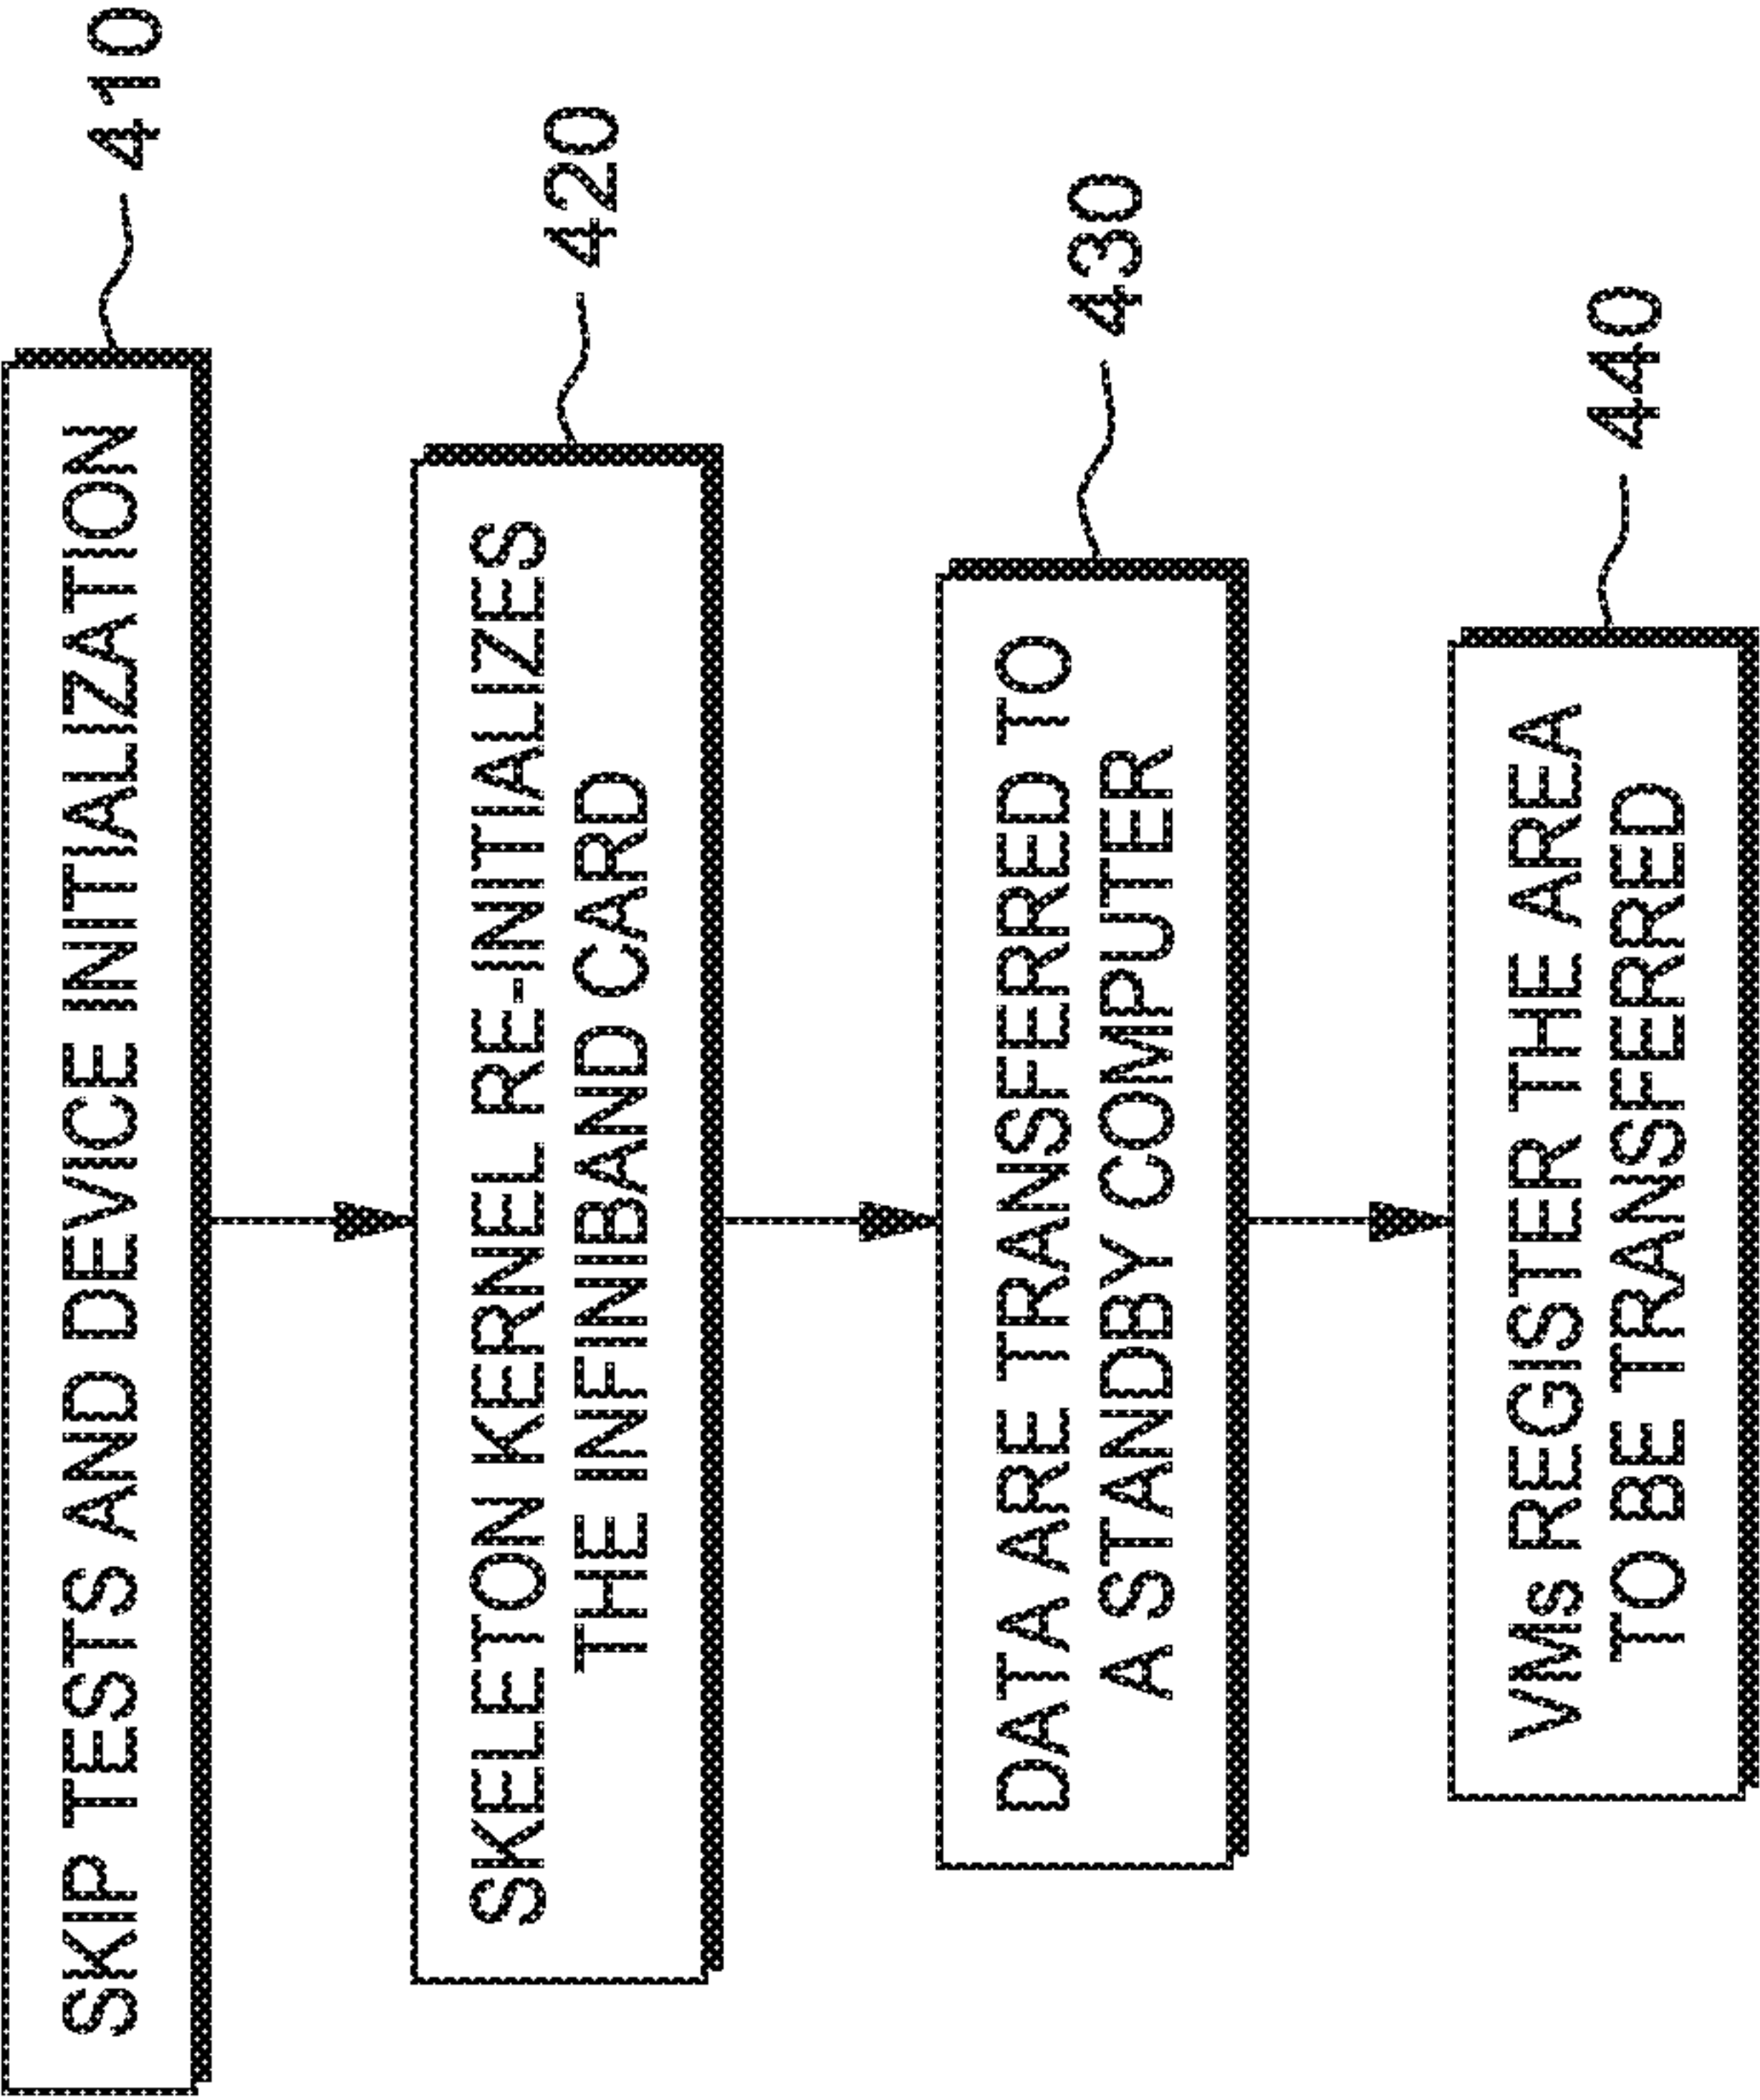 SKIP TESTS AND DEVICE INITIALIZATION
410
SKELETON KERNEL RE-INITIALIZES
THE INFINIBAND CARD
420
DATA ARE TRANSFERRED TO
A STANDBY COMPUTER
430
VMs REGISTER THE AREA
TO BE TRANSFERRED
440